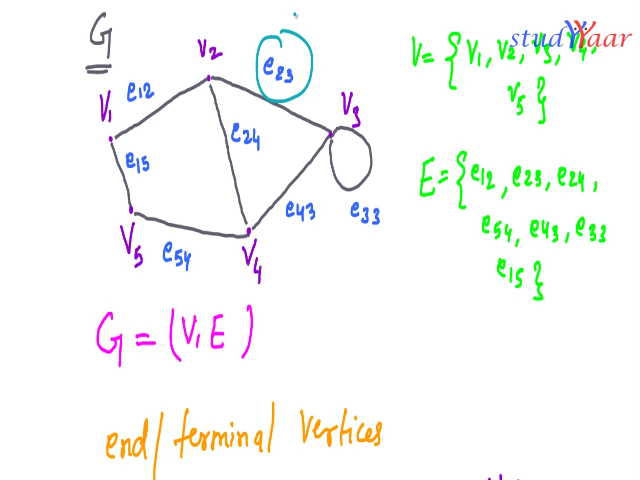 G
V2
e23
e12
V1
V3
e24
e15
e43
e33
V5
e54
V4
G = (V, E)
end/terminal vertices
studYYaar
V = { V1, V2, V3, V4,
V5 }
E = { e12, e23, e24,
e54, e43, e33
e15 }